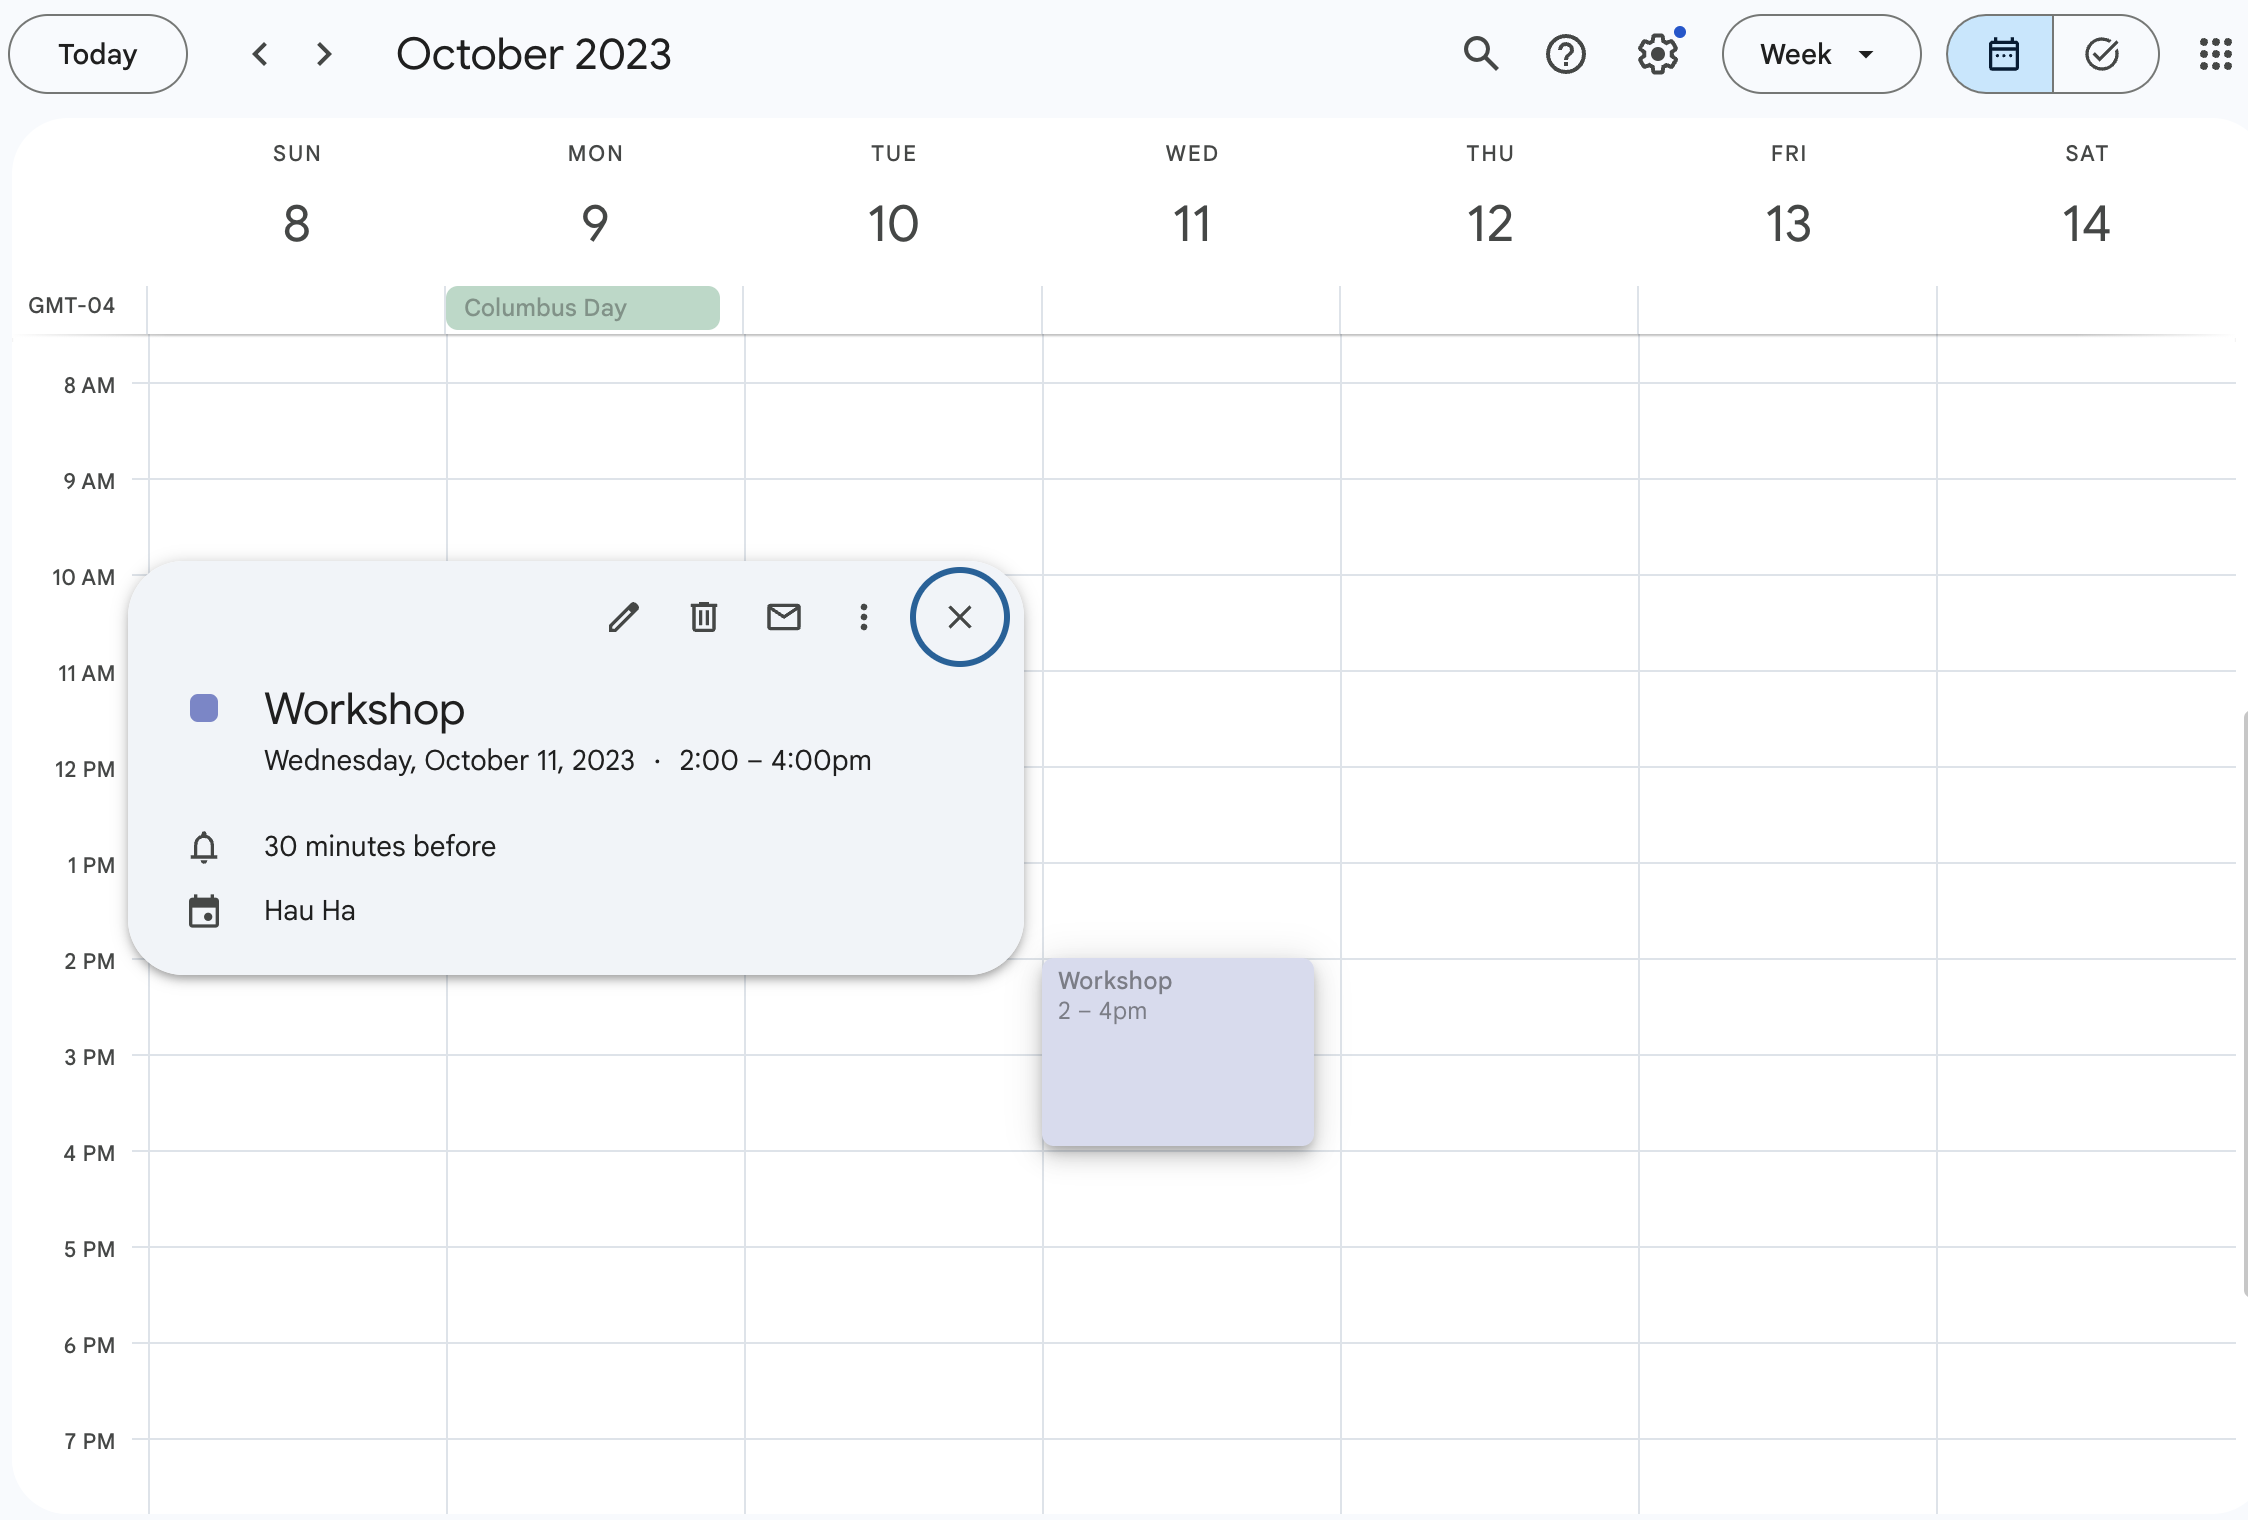 Today
October 2023
Week
SUN MON TUE WED THU FRI SAT
8 9 10 11 12 13 14
GMT-04
Columbus Day
8 AM
9 AM
10 AM
11 AM
12 PM
1 PM
2 PM
3 PM
4 PM
5 PM
6 PM
7 PM
Workshop
Wednesday, October 11, 2023 · 2:00 – 4:00pm
30 minutes before
Hau Ha
Workshop
2 – 4pm